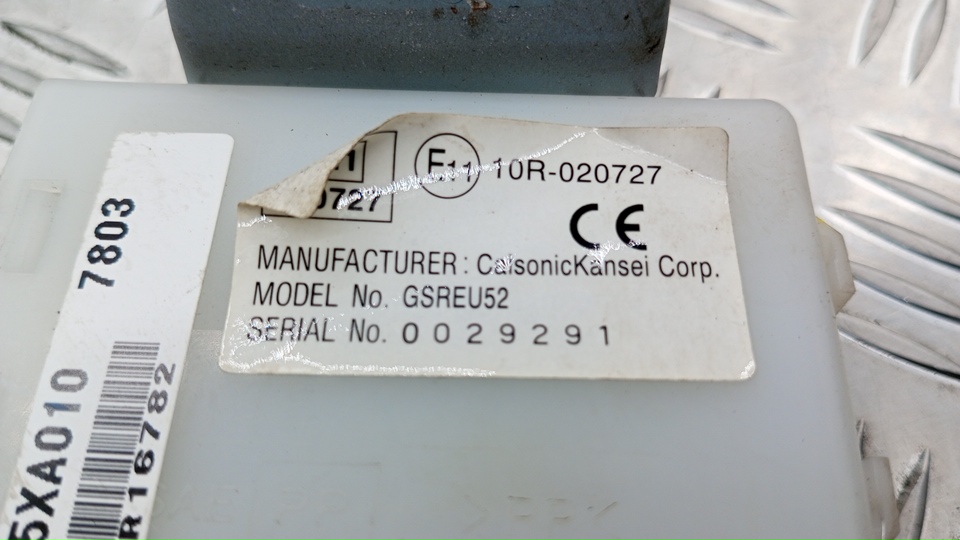 E11 10R-020727
0727
CE
MANUFACTURER: CalsonicKansei Corp.
MODEL No. GSREU52
SERIAL No. 0029291
7803
5XA010
R16782